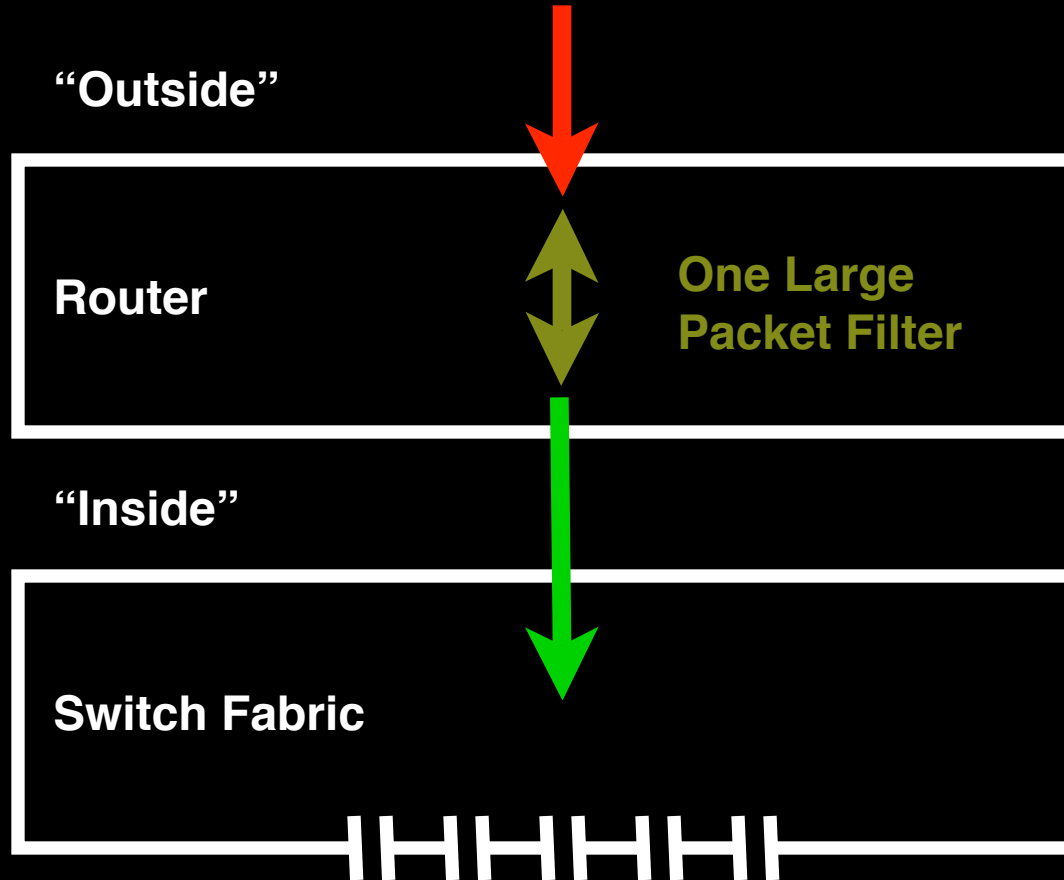 “Outside”
Router
One Large
Packet Filter
“Inside”
Switch Fabric